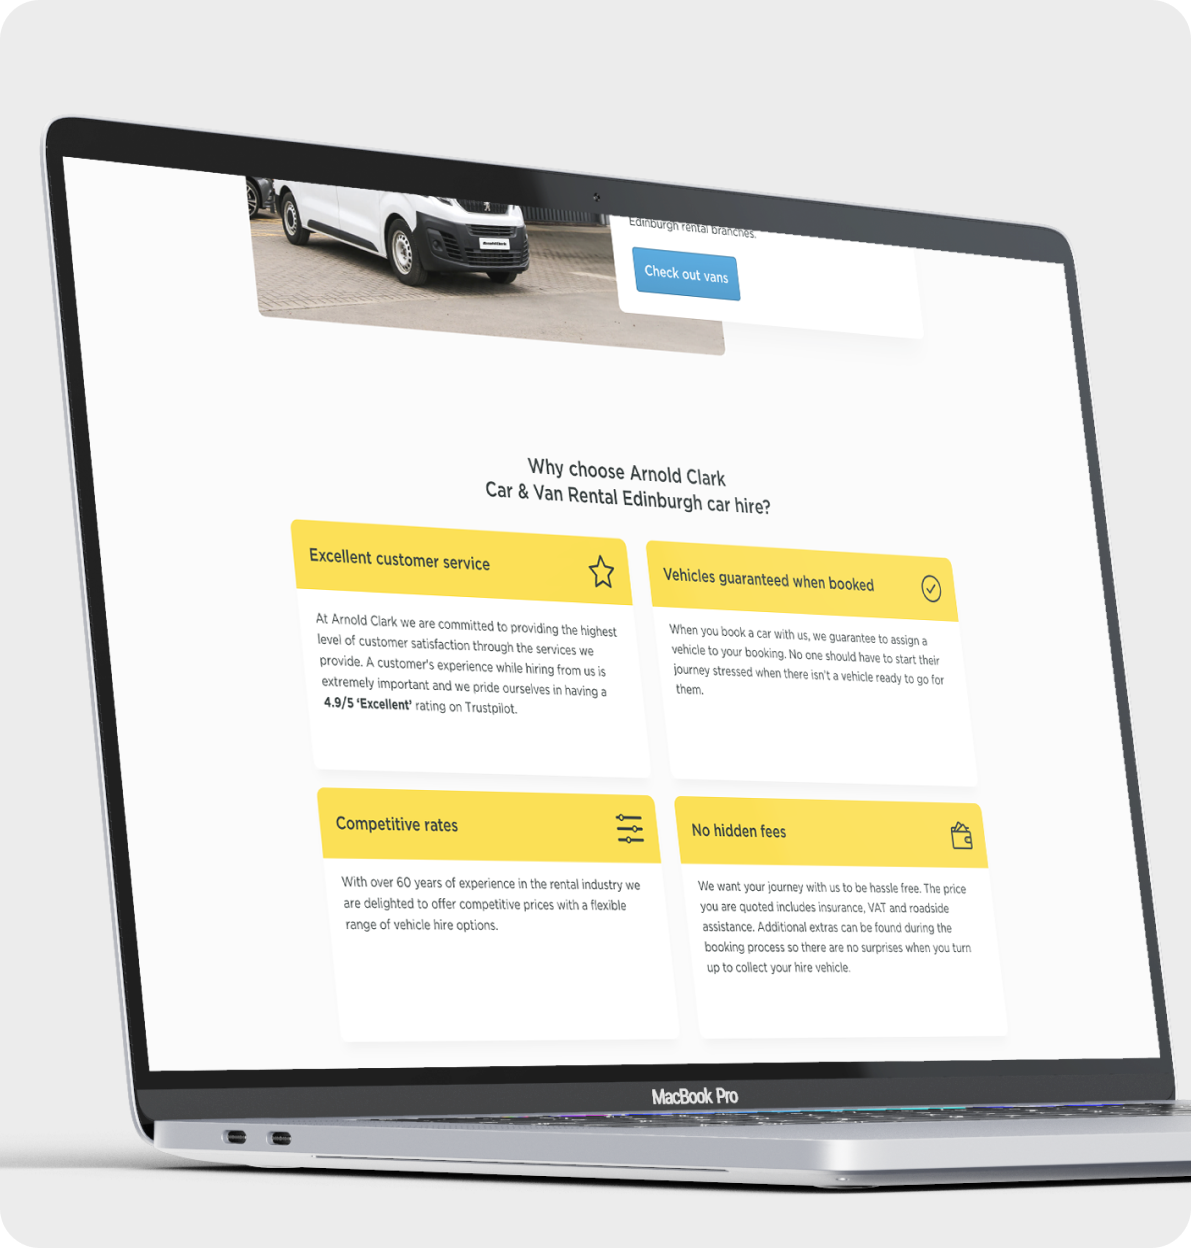 Edinburgh rental branches.
Check out vans
Why choose Arnold Clark
Car & Van Rental Edinburgh car hire?
Excellent customer service
At Arnold Clark we are committed to providing the highest
level of customer satisfaction through the services we
provide. A customer's experience while hiring from us is
extremely important and we pride ourselves in having a
4.9/5 ‘Excellent’ rating on Trustpilot.
Vehicles guaranteed when booked
When you book a car with us, we guarantee to assign a
vehicle to your booking. No one should have to start their
journey stressed when there isn't a vehicle ready to go for
them.
Competitive rates
With over 60 years of experience in the rental industry we
are delighted to offer competitive prices with a flexible
range of vehicle hire options.
No hidden fees
We want your journey with us to be hassle free. The price
you are quoted includes insurance, VAT and roadside
assistance. Additional extras can be found during the
booking process so there are no surprises when you turn
up to collect your hire vehicle.
MacBook Pro